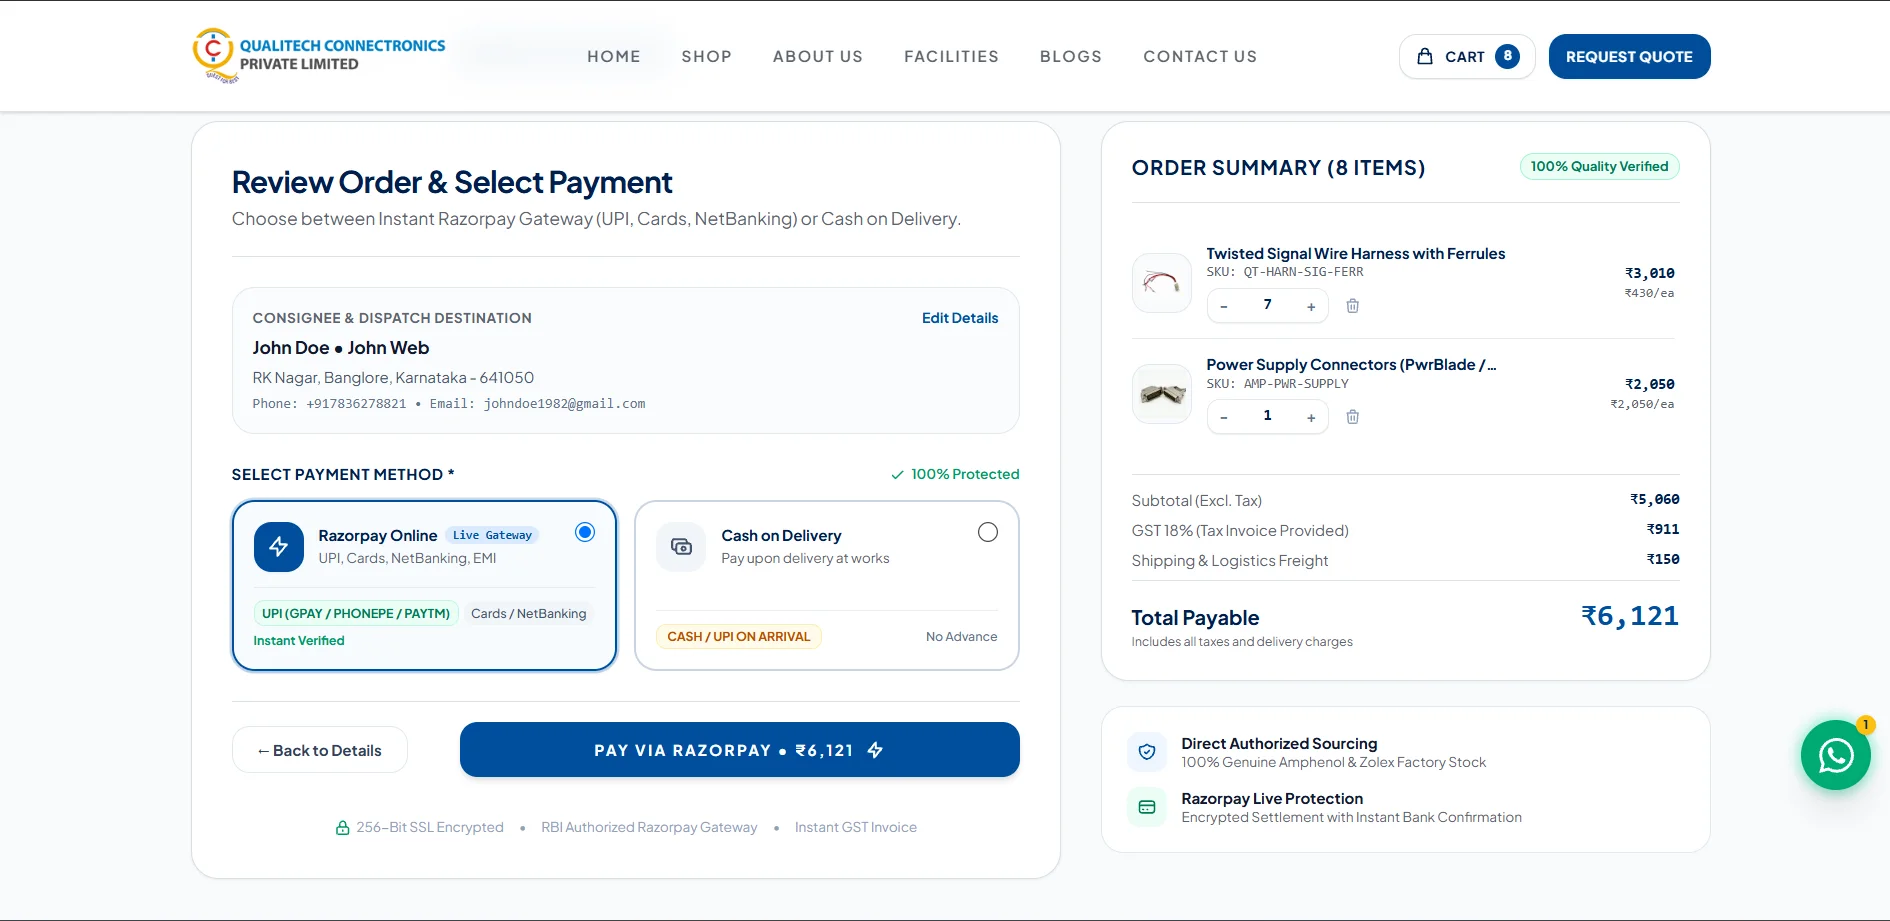 QUALITECH CONNECTRONICS
PRIVATE LIMITED
HOME
SHOP
ABOUT US
FACILITIES
BLOGS
CONTACT US
CART 8
REQUEST QUOTE
Review Order & Select Payment
Choose between Instant Razorpay Gateway (UPI, Cards, NetBanking) or Cash on Delivery.
CONSIGNEE & DISPATCH DESTINATION
Edit Details
John Doe • John Web
RK Nagar, Banglore, Karnataka - 641050
Phone: +917836278821 • Email: johndoe1982@gmail.com
SELECT PAYMENT METHOD *
✓ 100% Protected
Razorpay Online Live Gateway
UPI, Cards, NetBanking, EMI
UPI (GPAY / PHONEPE / PAYTM) Cards / NetBanking
Instant Verified
Cash on Delivery
Pay upon delivery at works
CASH / UPI ON ARRIVAL No Advance
← Back to Details
PAY VIA RAZORPAY • ₹6,121
256-Bit SSL Encrypted • RBI Authorized Razorpay Gateway • Instant GST Invoice
ORDER SUMMARY (8 ITEMS)
100% Quality Verified
Twisted Signal Wire Harness with Ferrules
SKU: QT-HARN-SIG-FERR
- 7 +
₹3,010
₹430/ea
Power Supply Connectors (PwrBlade /...
SKU: AMP-PWR-SUPPLY
- 1 +
₹2,050
₹2,050/ea
Subtotal (Excl. Tax) ₹5,060
GST 18% (Tax Invoice Provided) ₹911
Shipping & Logistics Freight ₹150
Total Payable ₹6,121
Includes all taxes and delivery charges
Direct Authorized Sourcing
100% Genuine Amphenol & Zolex Factory Stock
Razorpay Live Protection
Encrypted Settlement with Instant Bank Confirmation
1